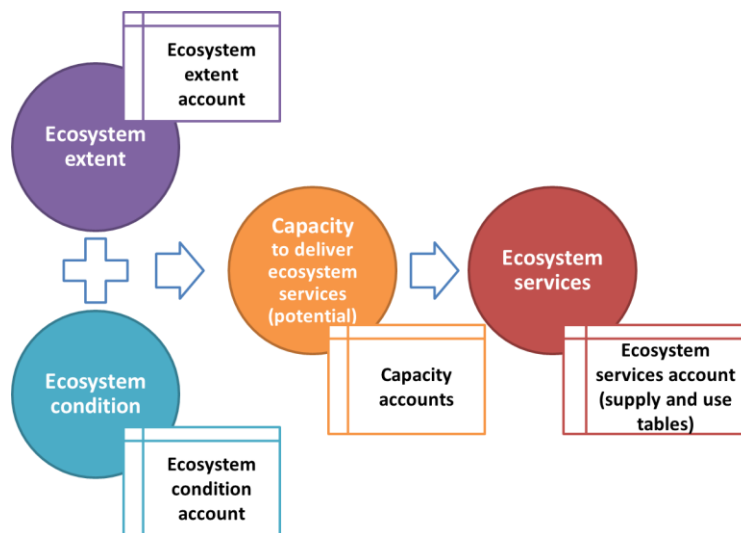 Ecosystem
extent
account
Ecosystem
extent
Capacity
to deliver
ecosystem
services
(potential)
Ecosystem
services
Ecosystem
services account
(supply and use
tables)
Capacity
accounts
Ecosystem
condition
Ecosystem
condition
account